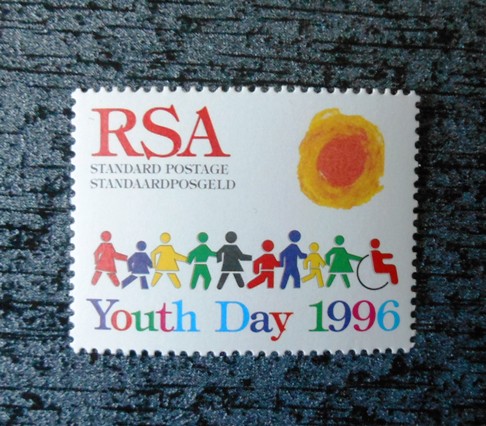 RSA
STANDARD POSTAGE
STANDAARDPOSGELD
Youth Day 1996